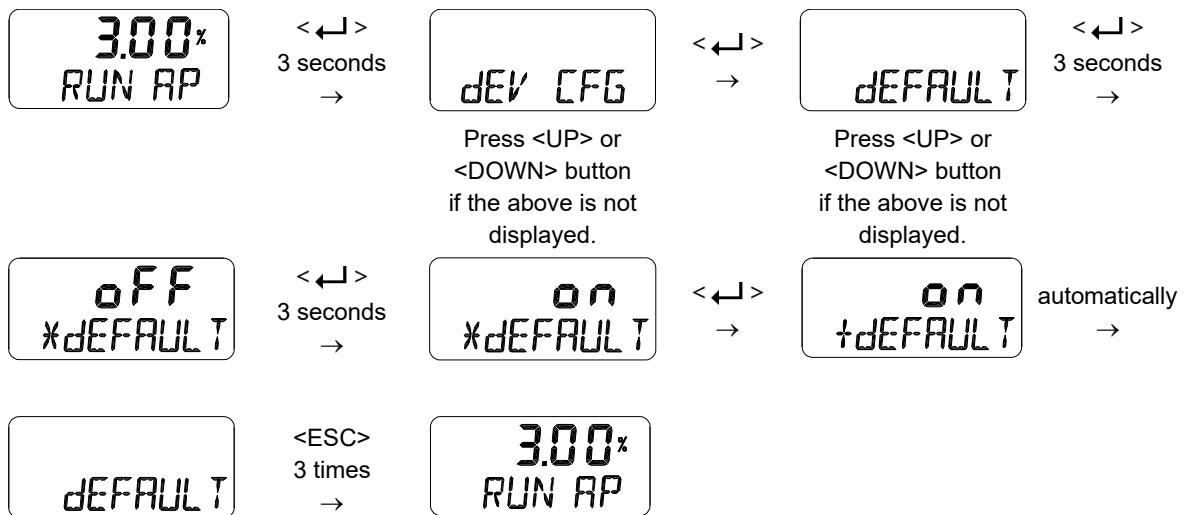 3.00%
RUN AP
<↵>
3 seconds
→
dEV CFG
<↵>
→
dEFAULT
<↵>
3 seconds
→
Press <UP> or
<DOWN> button
if the above is not
displayed.
Press <UP> or
<DOWN> button
if the above is not
displayed.
oFF
*dEFAULT
<↵>
3 seconds
→
on
*dEFAULT
<↵>
→
on
+dEFAULT
automatically
→
dEFAULT
<ESC>
3 times
→
3.00%
RUN AP